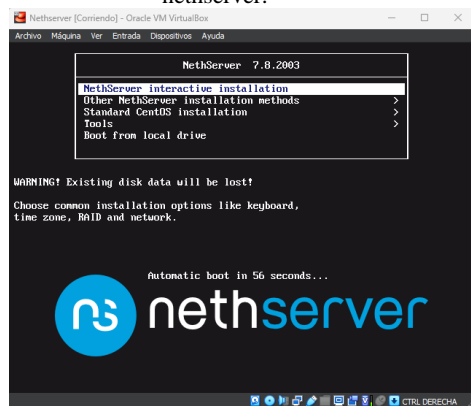 nethserver.
Nethserver [Corriendo] - Oracle VM VirtualBox
Archivo Máquina Ver Entrada Dispositivos Ayuda
NethServer 7.8.2003
NethServer interactive installation
Other NethServer installation methods >
Standard CentOS installation >
Tools >
Boot from local drive
WARNING! Existing disk data will be lost!
Choose common installation options like keyboard,
time zone, RAID and network.
Automatic boot in 56 seconds...
ns nethserver
CTRL DERECHA